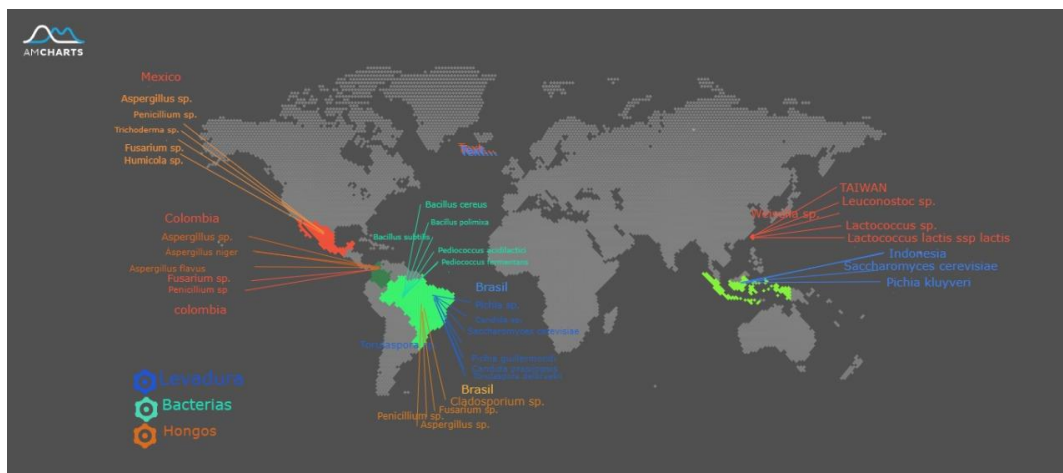 AMCHARTS
Mexico
Aspergillus sp.
Penicillium sp.
Trichoderma sp.
Fusarium sp.
Humicola sp.
Colombia
Aspergillus sp.
Aspergillus niger
Aspergillus flavus
Fusarium sp.
Penicillium sp
colombia
Bacillus cereus
Bacillus polimixa
Bacillus subtilis
Pediococcus acidilactici
Pediococcus
Brasil
Pichia sp.
Saccharomyces cerevisiae
Torulaspora
Brasil
Cladosporium sp.
Fusarium sp.
Penicillium sp.
Aspergillus sp.
TAIWAN
Leuconostoc sp.
Weissella sp.
Lactococcus sp.
Lactococcus lactis ssp lactis
Indonesia
Saccharomyces cerevisiae
Pichia kluyveri
Levadura
Bacterias
Hongos